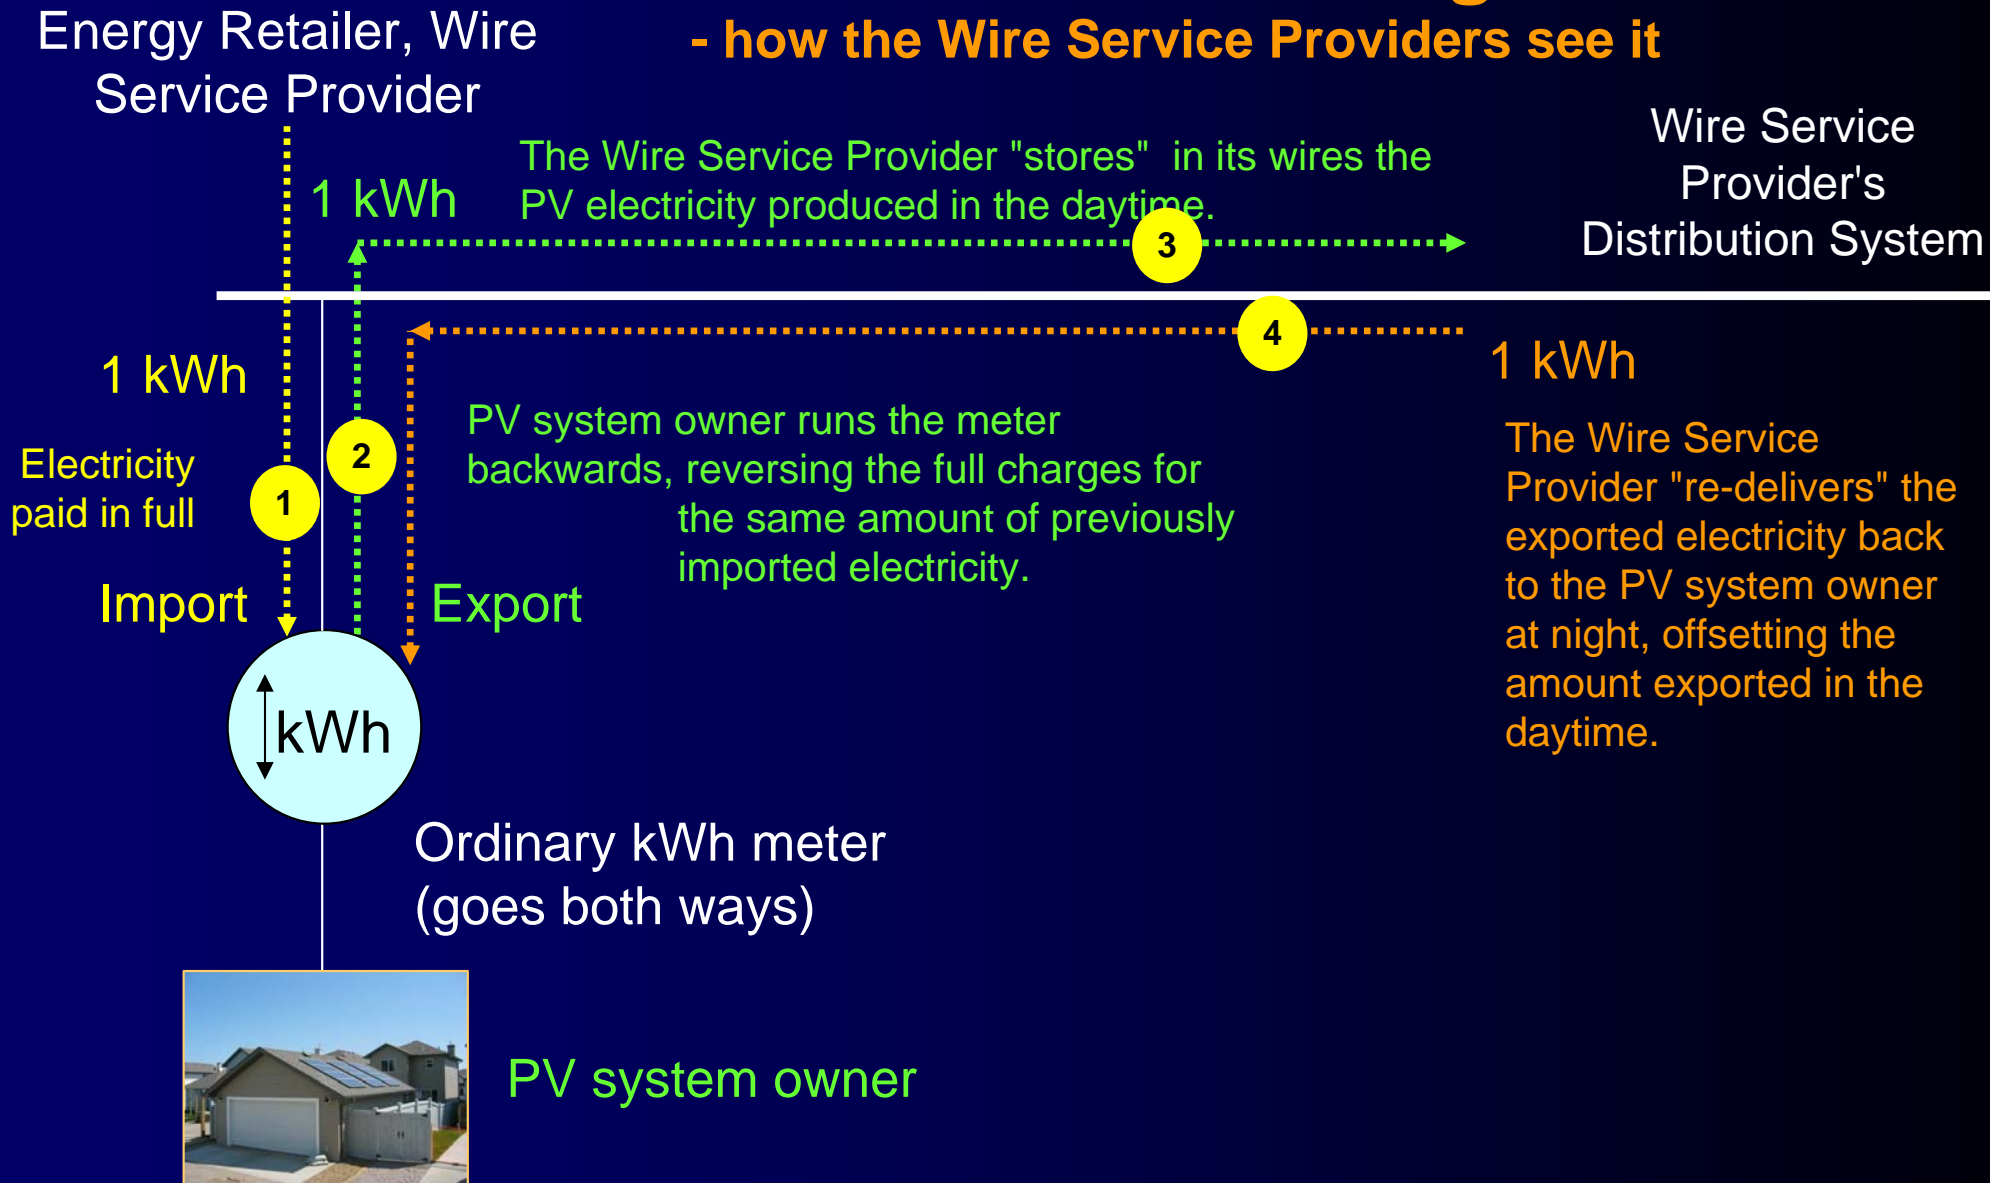 Energy Retailer, Wire
Service Provider
- how the Wire Service Providers see it
Wire Service
Provider's
Distribution System
The Wire Service Provider "stores"  in its wires the
PV electricity produced in the daytime.
1 kWh
3
4
1 kWh
1 kWh
Electricity
paid in full
1
2
PV system owner runs the meter
backwards, reversing the full charges for
the same amount of previously
imported electricity.
The Wire Service
Provider "re-delivers" the
exported electricity back
to the PV system owner
at night, offsetting the
amount exported in the
daytime.
Import
Export
kWh
Ordinary kWh meter
(goes both ways)
PV system owner